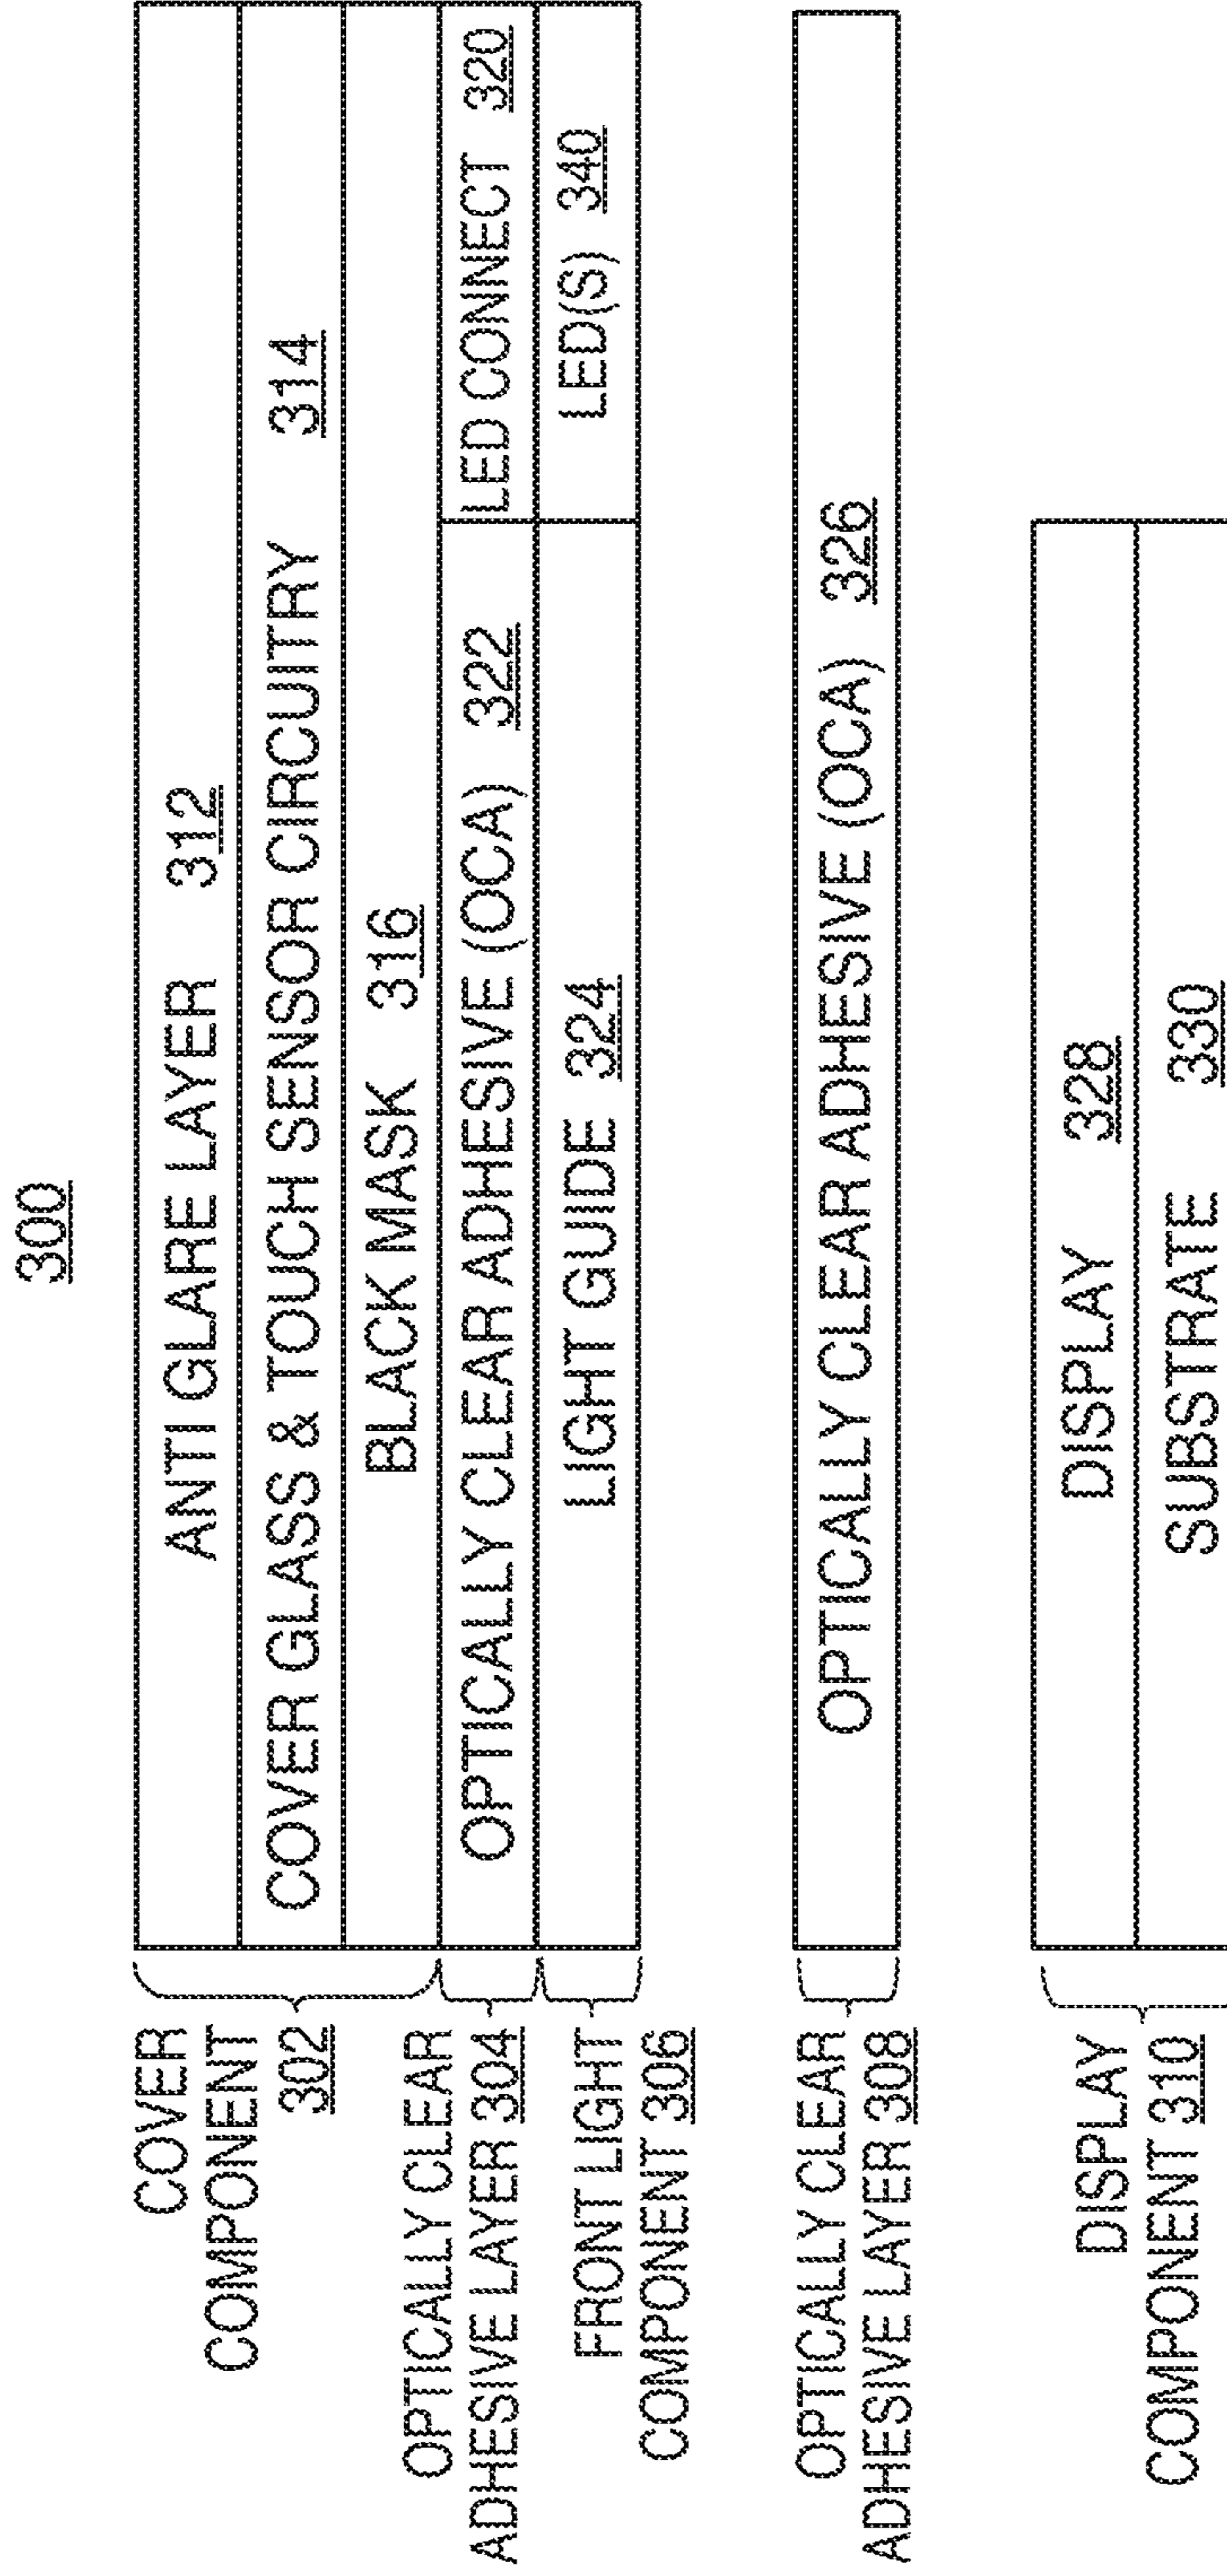 300
COVER
COMPONENT
302
ANTI GLARE LAYER 312
COVER GLASS & TOUCH SENSOR CIRCUITRY 314
BLACK MASK 316
OPTICALLY CLEAR
ADHESIVE LAYER 304
OPTICALLY CLEAR ADHESIVE (OCA) 322
LED CONNECT 320
FRONT LIGHT
COMPONENT 306
LIGHT GUIDE 324
LED(S) 340
OPTICALLY CLEAR
ADHESIVE LAYER 308
OPTICALLY CLEAR ADHESIVE (OCA) 326
DISPLAY
COMPONENT 310
DISPLAY 328
SUBSTRATE 330